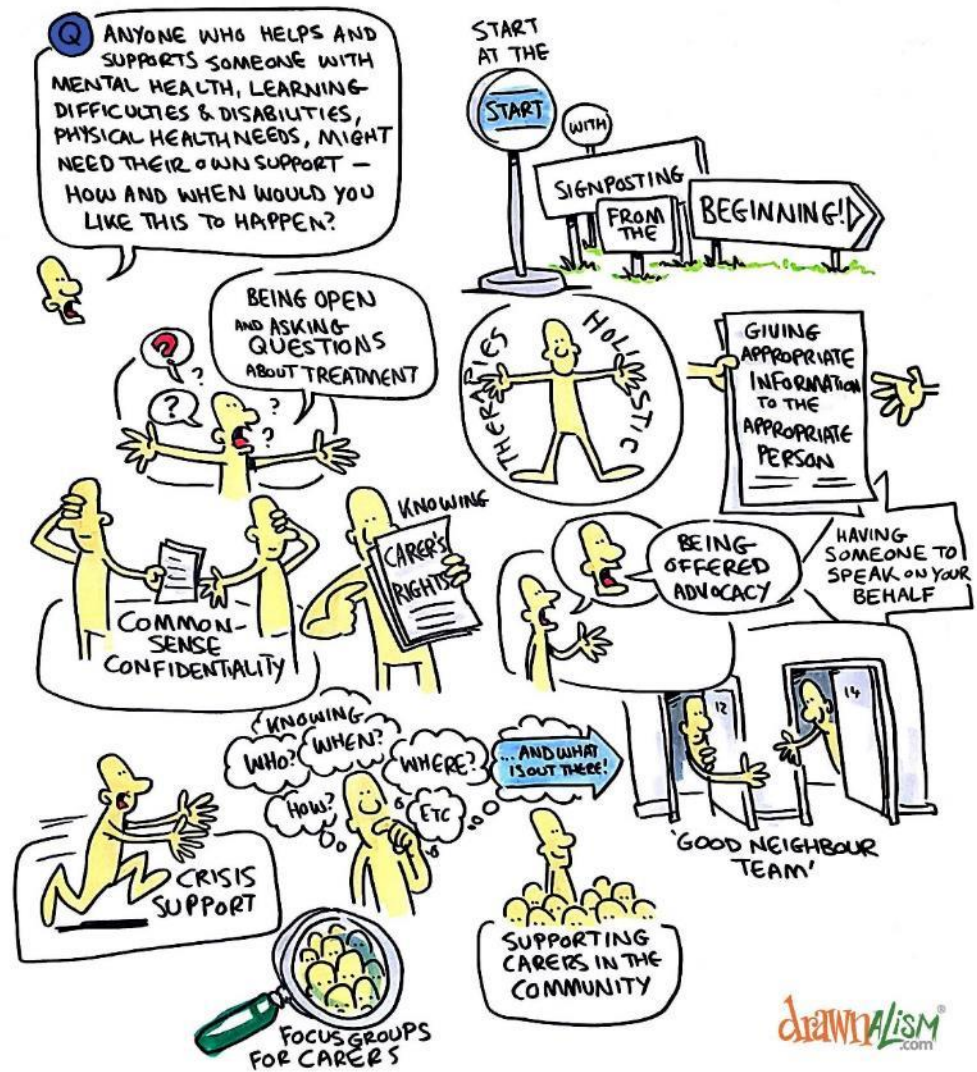 Q ANYONE WHO HELPS AND
SUPPORTS SOMEONE WITH
MENTAL HEALTH, LEARNING
DIFFICULTIES & DISABILITIES,
PHYSICAL HEALTH NEEDS, MIGHT
NEED THEIR OWN SUPPORT –
HOW AND WHEN WOULD YOU
LIKE THIS TO HAPPEN?
START
AT THE
START
WITH
SIGNPOSTING
FROM
THE
BEGINNING!
BEING OPEN
AND ASKING
QUESTIONS
ABOUT TREATMENT
?
?
?
?
?
HOLISTIC
THERAPIES
GIVING
APPROPRIATE
INFORMATION
TO THE
APPROPRIATE
PERSON
COMMON-
SENSE
CONFIDENTALITY
KNOWING
CARER'S
RIGHTS
BEING
OFFERED
ADVOCACY
HAVING
SOMEONE TO
SPEAK ON YOUR
BEHALF
CRISIS
SUPPORT
KNOWING
WHO?
WHEN?
WHERE?
HOW?
ETC
...AND WHAT
IS OUT THERE!
12
14
'GOOD NEIGHBOUR
TEAM'
FOCUS GROUPS
FOR CARERS
SUPPORTING
CARERS IN THE
COMMUNITY
drawnALISM®
.com